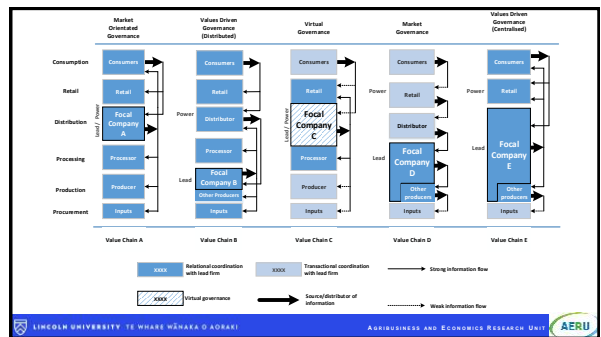 Market
Orientated
Governance
Values Driven
Governance
(Distributed)
Virtual
Governance
Market
Governance
Values Driven
Governance
(Centralised)
Consumption
Retail
Distribution
Processing
Production
Procurement
Consumers
Retail
Lead / Power
Focal
Company
A
Processor
Producer
Inputs
Consumers
Retail
Power
Distributor
Processor
Lead
Focal
Company B
Other Producers
Inputs
Consumers
Retail
Lead / Power
Focal
Company
C
Processor
Producer
Inputs
Consumers
Power
Retail
Distributor
Lead
Focal
Company
D
Other
producers
Inputs
Consumers
Power
Retail
Lead
Focal
Company
E
Other
producers
Inputs
Value Chain A
Value Chain B
Value Chain C
Value Chain D
Value Chain E
XXXX
Relational coordination
with lead firm
XXXX
Transactional coordination
with lead firm
Strong information flow
XXXX
Virtual governance
Source/distributor of
information
Weak information flow
LINCOLN UNIVERSITY TE WHARE WĀNAKA O AORAKI
AGRIBUSINESS AND ECONOMICS RESEARCH UNIT
AERU